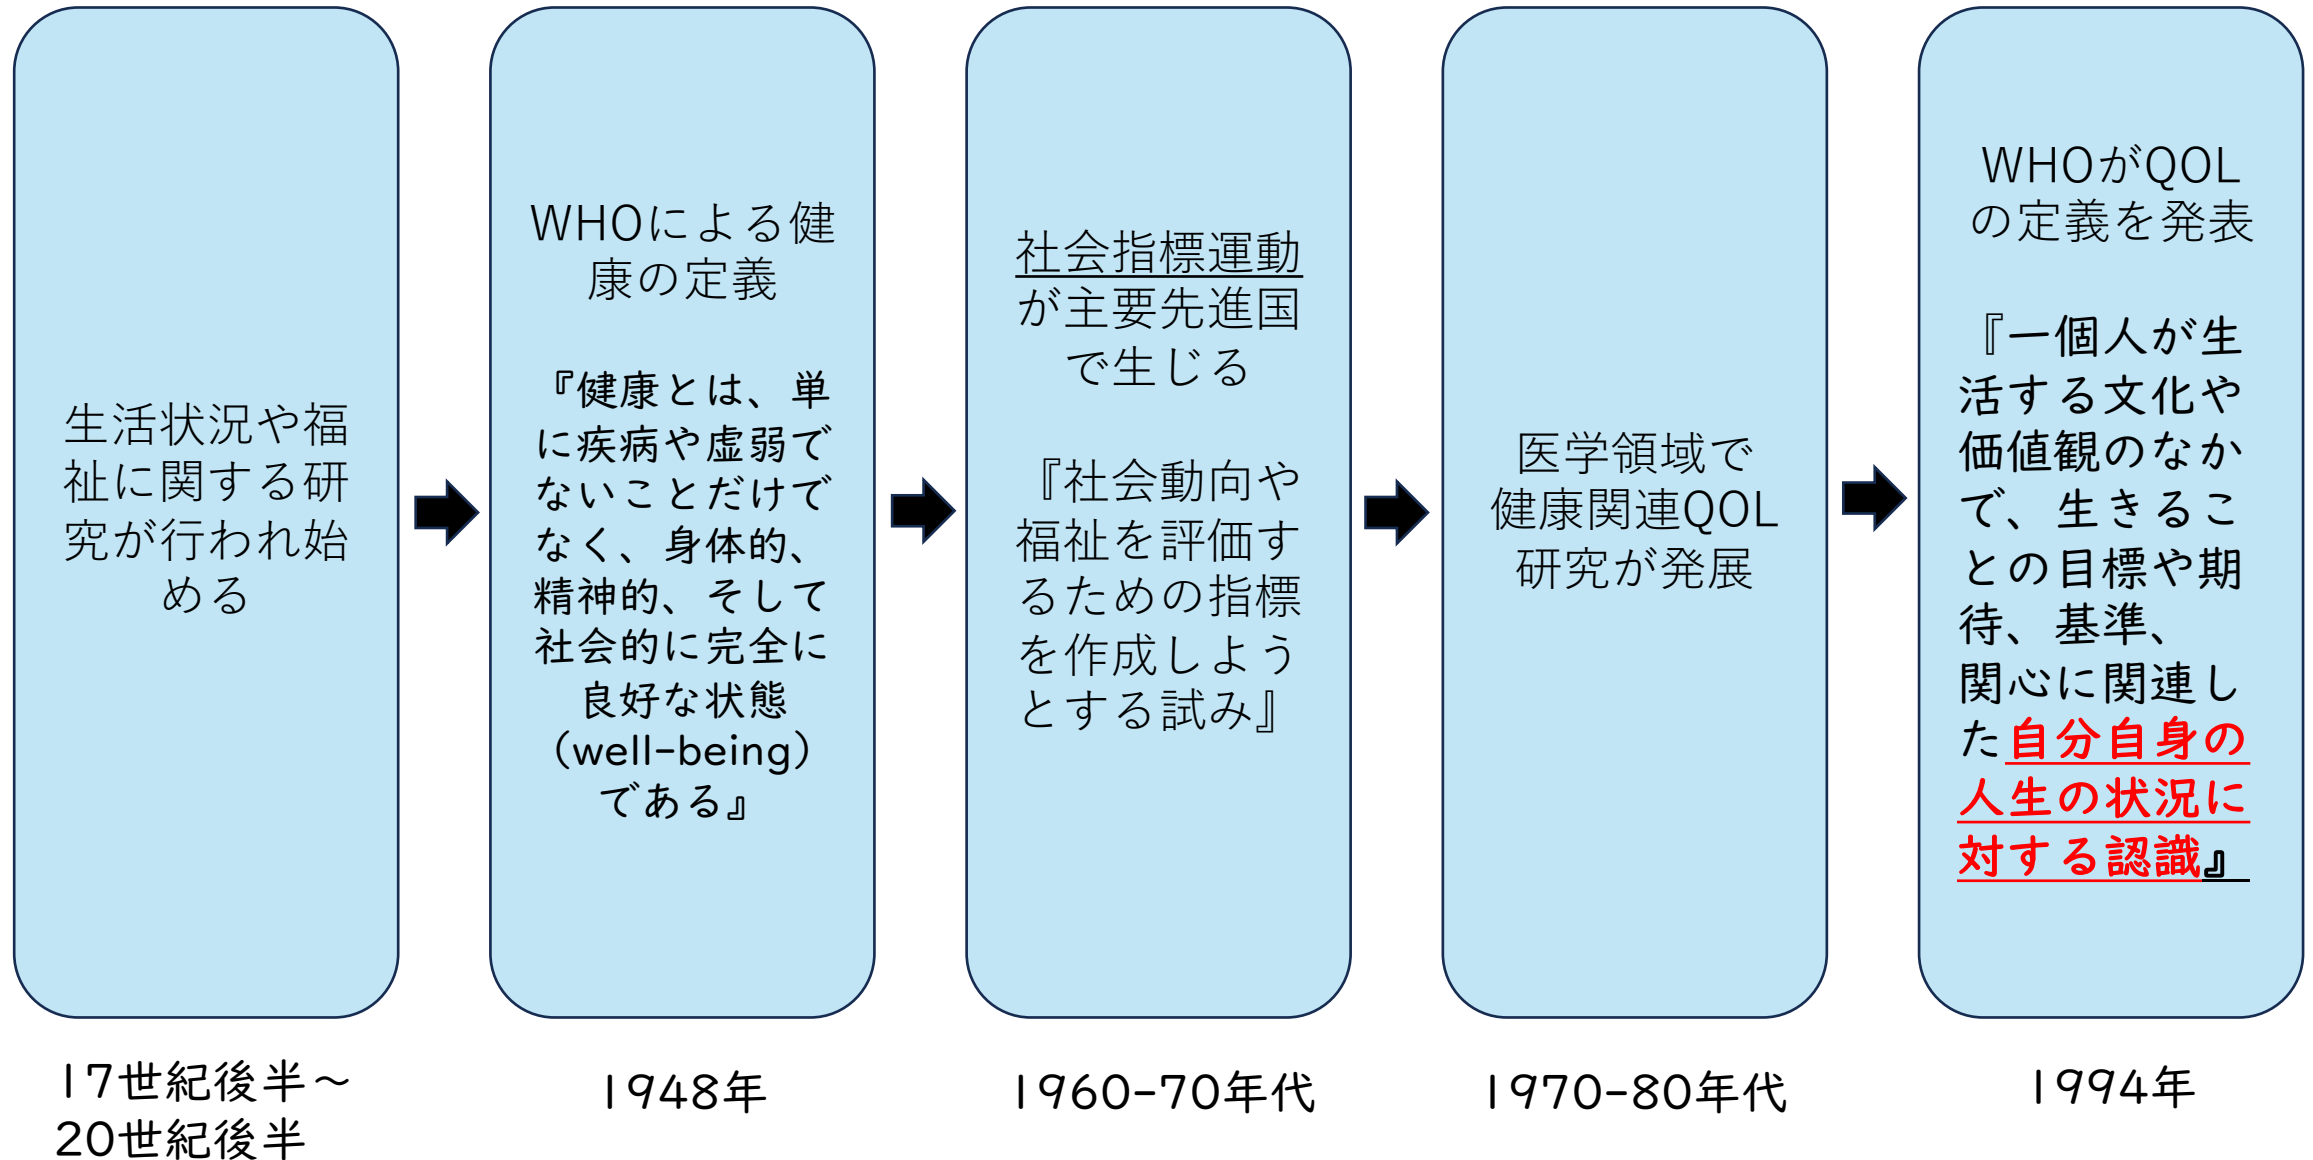 生活状況や福
祉に関する研
究が行われ始
める
17世紀後半～
20世紀後半
WHOによる健
康の定義
『健康とは、単
に疾病や虚弱で
ないことだけで
なく、身体的、
精神的、そして
社会的に完全に
良好な状態
（well-being）
である』
1948年
社会指標運動
が主要先進国
で生じる
『社会動向や
福祉を評価す
るための指標
を作成しよう
とする試み』
1960-70年代
医学領域で
健康関連QOL
研究が発展
1970-80年代
WHOがQOL
の定義を発表
『一個人が生
活する文化や
価値観のなか
で、生きるこ
との目標や期
待、基準、
関心に関連し
た自分自身の
人生の状況に
対する認識』
1994年